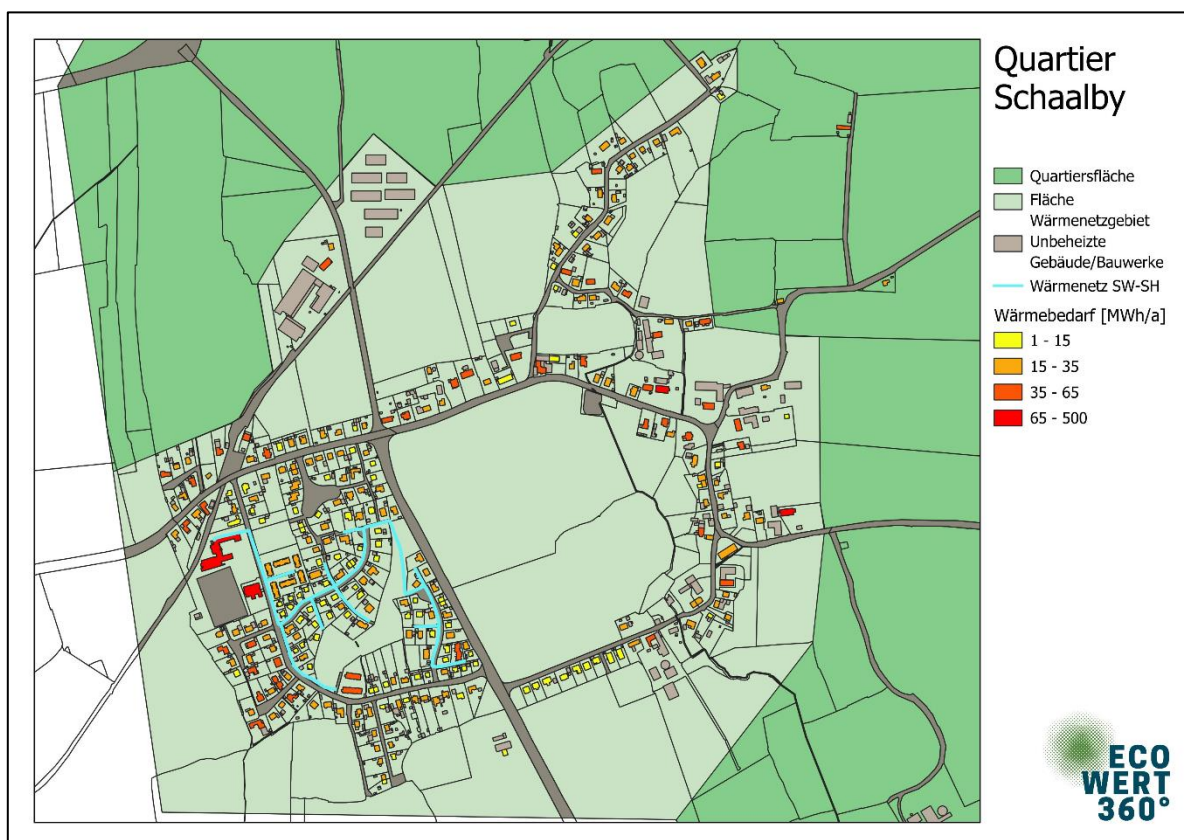 Quartier
Schaalby
Quartiersfläche
Fläche
Wärmenetzgebiet
Unbeheizte
Gebäude/Bauwerke
Wärmenetz SW-SH
Wärmebedarf [MWh/a]
1 - 15
15 - 35
35 - 65
65 - 500
ECO
WERT
360°